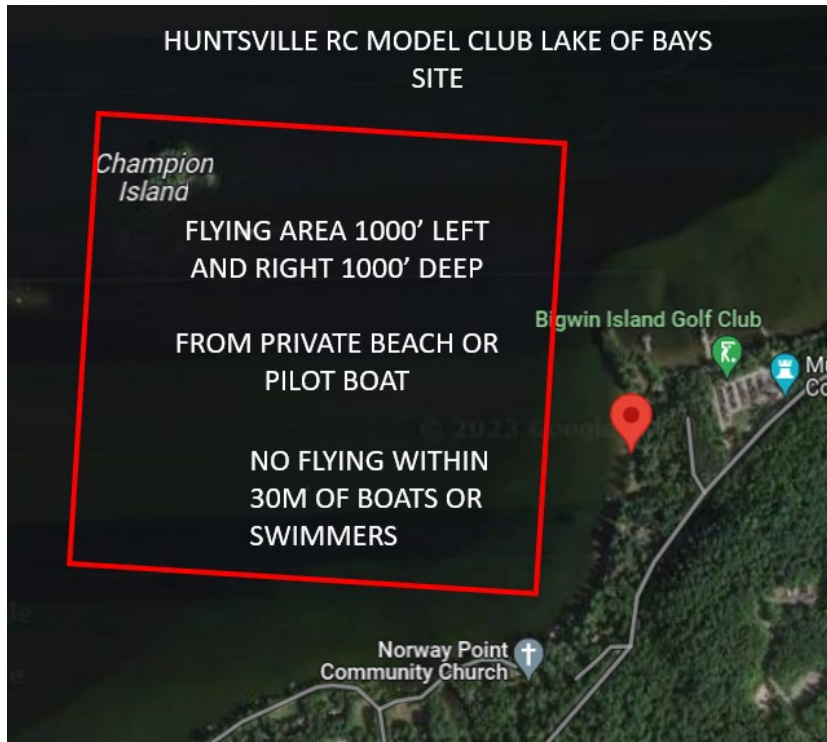 HUNTSVILLE RC MODEL CLUB LAKE OF BAYS
SITE
Champion
Island
FLYING AREA 1000' LEFT
AND RIGHT 1000' DEEP
Bigwin Island Golf Club
FROM PRIVATE BEACH OR
PILOT BOAT
© 2023 Google
NO FLYING WITHIN
30M OF BOATS OR
SWIMMERS
Norway Point
Community Church